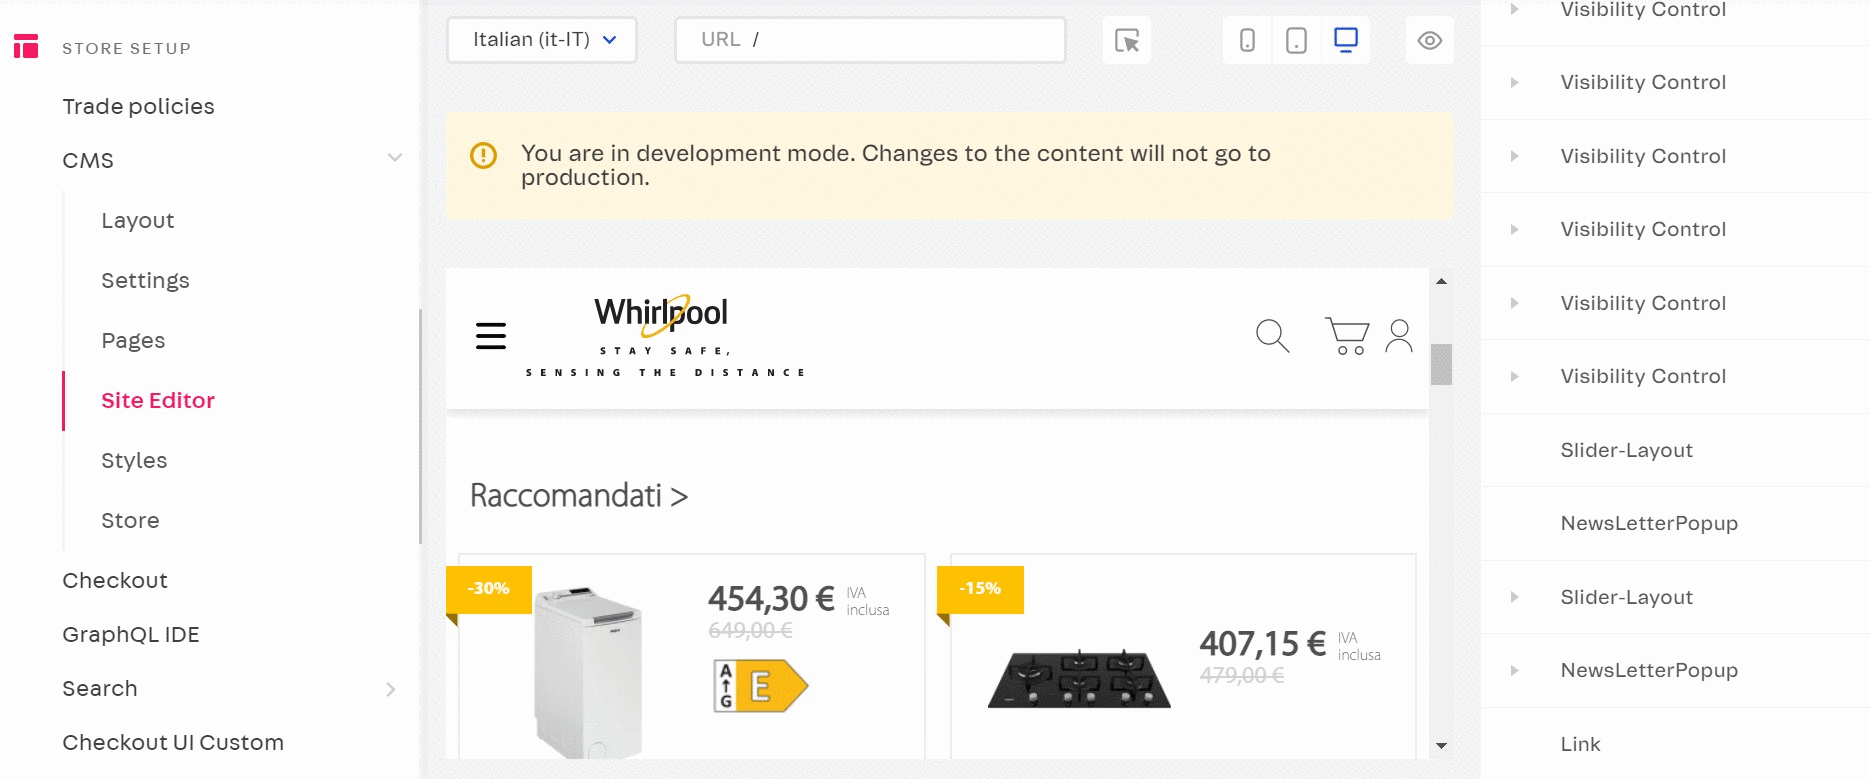 STORE SETUP
Trade policies
CMS
Layout
Settings
Pages
Site Editor
Styles
Store
Checkout
GraphQL IDE
Search
Checkout UI Custom
Italian (it-IT)
URL /
You are in development mode. Changes to the content will not go to
production.
Whirlpool
STAY SAFE,
SENSING THE DISTANCE
Raccomandati >
-30%
454,30 € IVA
inclusa
649,00 €
A
G
E
-15%
407,15 € IVA
inclusa
479,00 €
Visibility Control
Visibility Control
Visibility Control
Visibility Control
Visibility Control
Visibility Control
Slider-Layout
NewsLetterPopup
Slider-Layout
NewsLetterPopup
Link